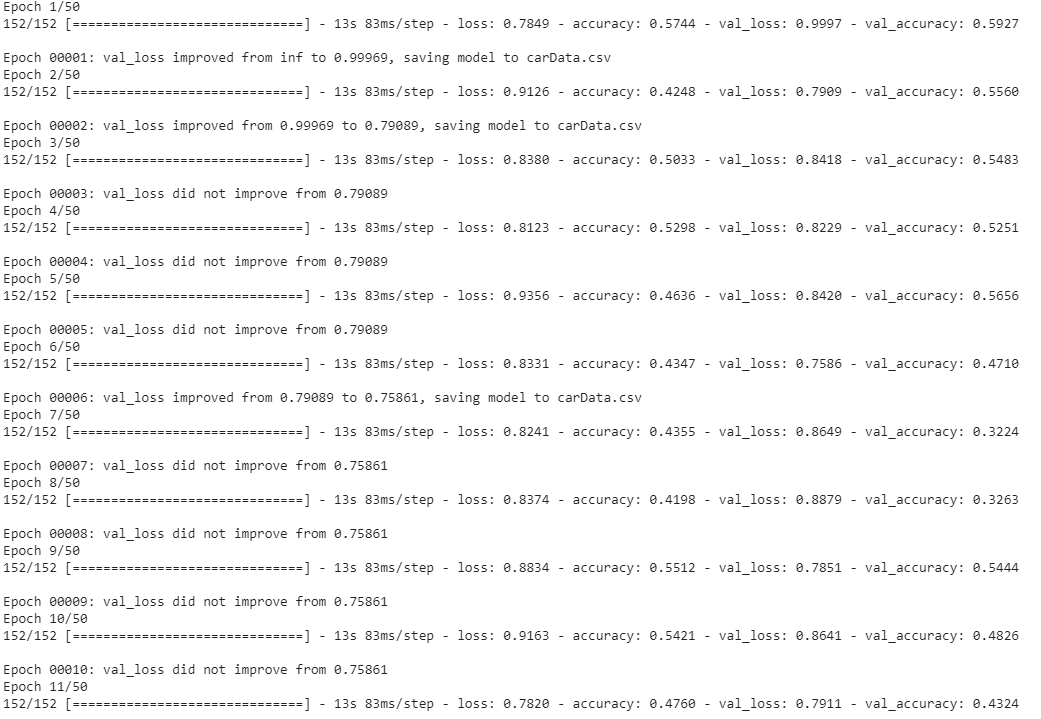 Epoch 1/50
152/152 [==============================] - 13s 83ms/step - loss: 0.7849 - accuracy: 0.5744 - val_loss: 0.9997 - val_accuracy: 0.5927
Epoch 00001: val_loss improved from inf to 0.99969, saving model to carData.csv
Epoch 2/50
152/152 [==============================] - 13s 83ms/step - loss: 0.9126 - accuracy: 0.4248 - val_loss: 0.7909 - val_accuracy: 0.5560
Epoch 00002: val_loss improved from 0.99969 to 0.79089, saving model to carData.csv
Epoch 3/50
152/152 [==============================] - 13s 83ms/step - loss: 0.8380 - accuracy: 0.5033 - val_loss: 0.8418 - val_accuracy: 0.5483
Epoch 00003: val_loss did not improve from 0.79089
Epoch 4/50
152/152 [==============================] - 13s 83ms/step - loss: 0.8123 - accuracy: 0.5298 - val_loss: 0.8229 - val_accuracy: 0.5251
Epoch 00004: val_loss did not improve from 0.79089
Epoch 5/50
152/152 [==============================] - 13s 83ms/step - loss: 0.9356 - accuracy: 0.4636 - val_loss: 0.8420 - val_accuracy: 0.5656
Epoch 00005: val_loss did not improve from 0.79089
Epoch 6/50
152/152 [==============================] - 13s 83ms/step - loss: 0.8331 - accuracy: 0.4347 - val_loss: 0.7586 - val_accuracy: 0.4710
Epoch 00006: val_loss improved from 0.79089 to 0.75861, saving model to carData.csv
Epoch 7/50
152/152 [==============================] - 13s 83ms/step - loss: 0.8241 - accuracy: 0.4355 - val_loss: 0.8649 - val_accuracy: 0.3224
Epoch 00007: val_loss did not improve from 0.75861
Epoch 8/50
152/152 [==============================] - 13s 83ms/step - loss: 0.8374 - accuracy: 0.4198 - val_loss: 0.8879 - val_accuracy: 0.3263
Epoch 00008: val_loss did not improve from 0.75861
Epoch 9/50
152/152 [==============================] - 13s 83ms/step - loss: 0.8834 - accuracy: 0.5512 - val_loss: 0.7851 - val_accuracy: 0.5444
Epoch 00009: val_loss did not improve from 0.75861
Epoch 10/50
152/152 [==============================] - 13s 83ms/step - loss: 0.9163 - accuracy: 0.5421 - val_loss: 0.8641 - val_accuracy: 0.4826
Epoch 00010: val_loss did not improve from 0.75861
Epoch 11/50
152/152 [==============================] - 13s 83ms/step - loss: 0.7820 - accuracy: 0.4760 - val_loss: 0.7911 - val_accuracy: 0.4324